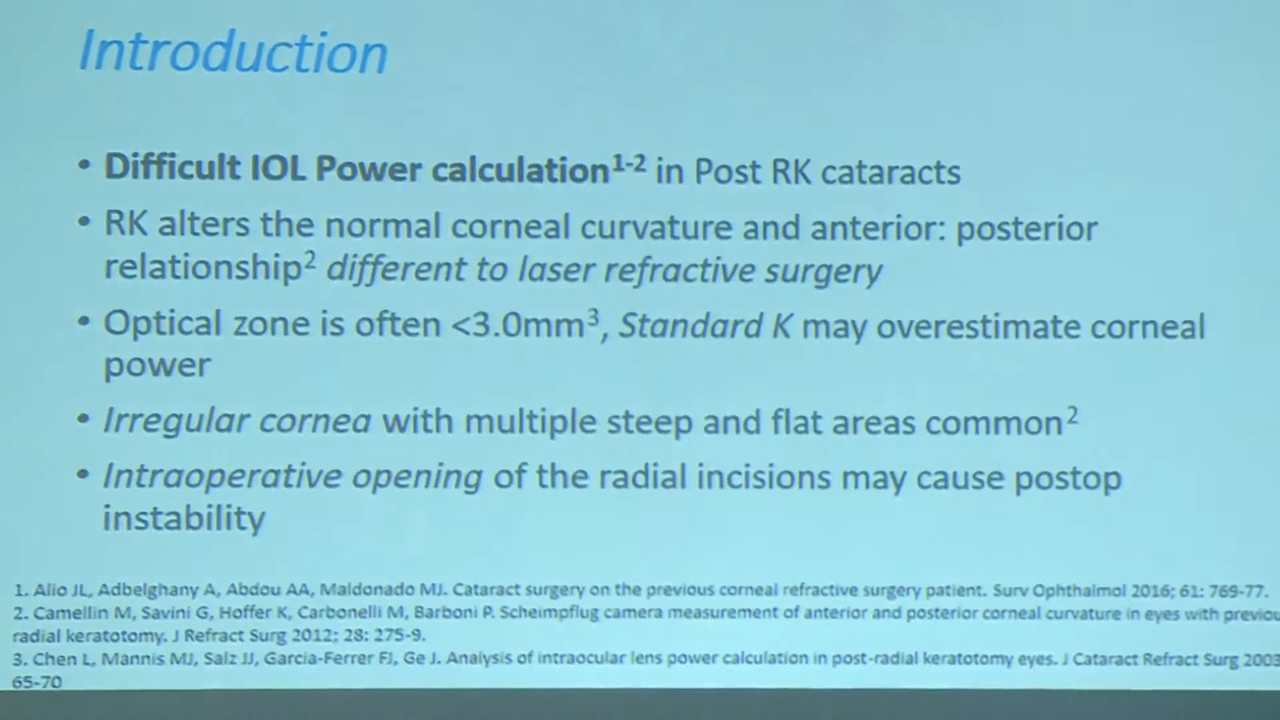 Introduction
• Difficult IOL Power calculation1-2 in Post RK cataracts
• RK alters the normal corneal curvature and anterior: posterior
relationship2 different to laser refractive surgery
• Optical zone is often <3.0mm3, Standard K may overestimate corneal
power
• Irregular cornea with multiple steep and flat areas common2
• Intraoperative opening of the radial incisions may cause postop
instability
1. Alio JL, Adbelghany A, Abdou AA, Maldonado MJ. Cataract surgery on the previous corneal refractive surgery patient. Surv Ophthalmol 2016; 61: 769-77.
2. Camellin M, Savini G, Hoffer K, Carbonelli M, Barboni P. Scheimpflug camera measurement of anterior and posterior corneal curvature in eyes with previou
radial keratotomy. J Refract Surg 2012; 28: 275-9.
3. Chen L, Mannis MJ, Salz JJ, Garcia-Ferrer FJ, Ge J. Analysis of intraocular lens power calculation in post-radial keratotomy eyes. J Cataract Refract Surg 2003
65-70